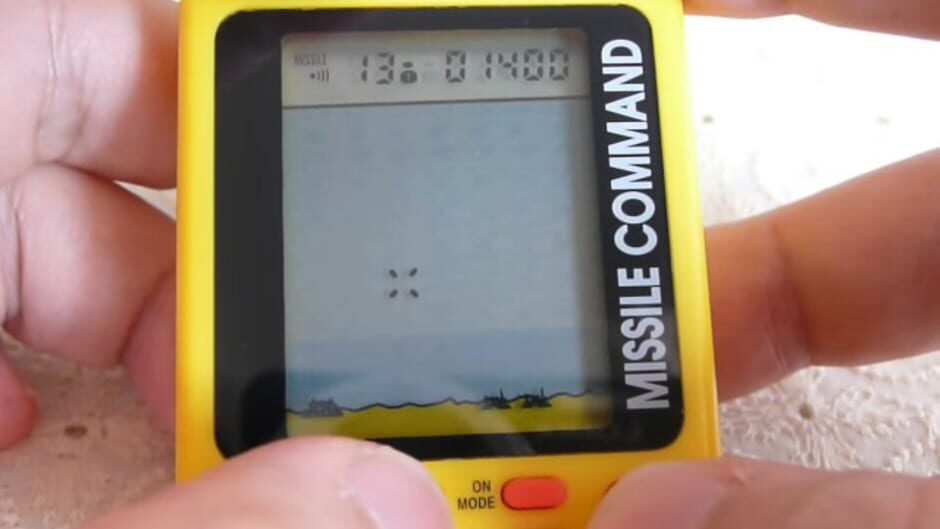 MISSILE
13 01400
MISSILE COMMAND
ON
MODE